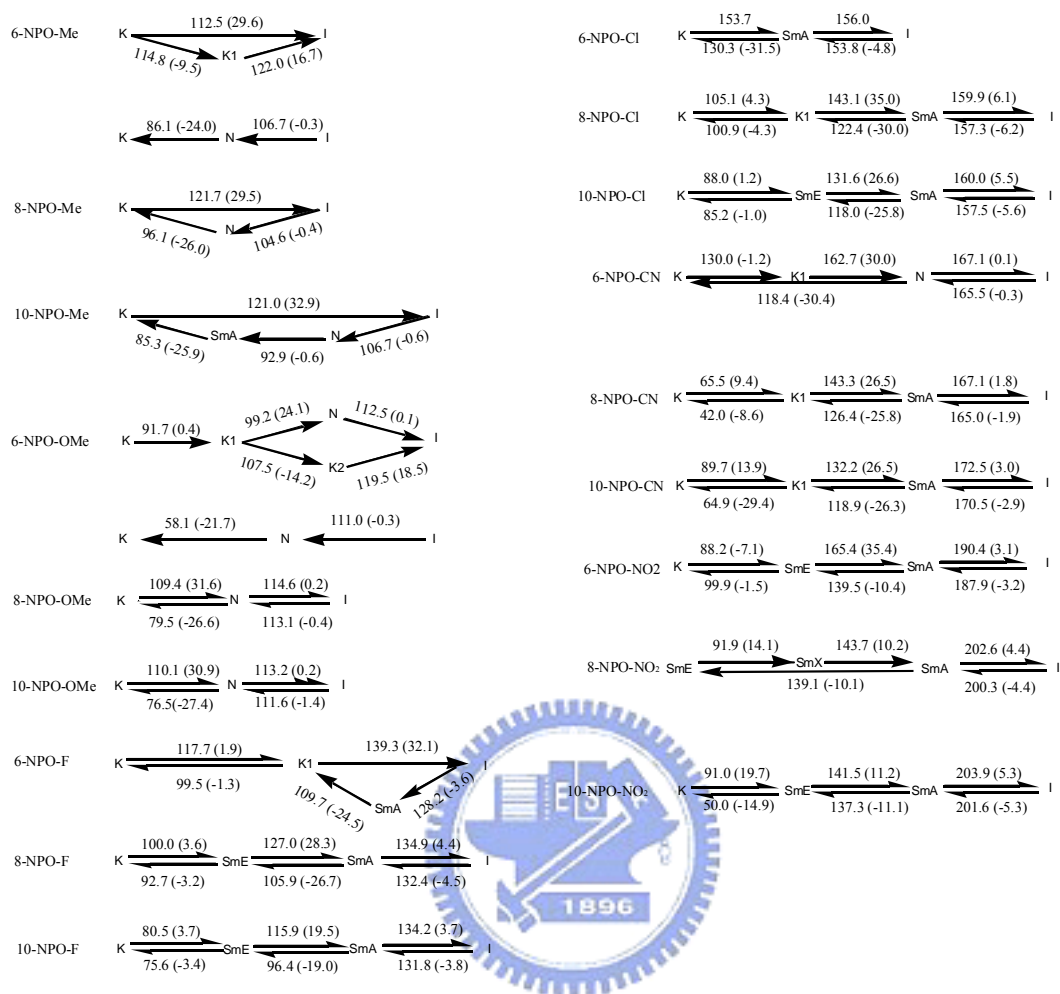 6-NPO-Me
112.5 (29.6)
K I
114.8 (-9.5) K1 122.0 (16.7)
86.1 (-24.0) 106.7 (-0.3)
K N I
8-NPO-Me
121.7 (29.5)
K I
96.1 (-26.0) N 104.6 (-0.4)
10-NPO-Me
121.0 (32.9)
K I
SmA N
85.3 (-25.9) 92.9 (-0.6) 106.7 (-0.6)
6-NPO-OMe
99.2 (24.1) N 112.5 (0.1)
91.7 (0.4)
K K1 I
107.5 (-14.2) K2 119.5 (18.5)
58.1 (-21.7) 111.0 (-0.3)
K N I
109.4 (31.6) 114.6 (0.2)
8-NPO-OMe K N I
79.5 (-26.6) 113.1 (-0.4)
110.1 (30.9) 113.2 (0.2)
10-NPO-OMe K N I
76.5(-27.4) 111.6 (-1.4)
117.7 (1.9) 139.3 (32.1)
6-NPO-F K K1 I
99.5 (-1.3)
109.7 (-24.5) SmA 128.2 (-3.6)
100.0 (3.6) 127.0 (28.3) 134.9 (4.4)
8-NPO-F K SmE SmA I
92.7 (-3.2) 105.9 (-26.7) 132.4 (-4.5)
80.5 (3.7) 115.9 (19.5) 134.2 (3.7)
10-NPO-F K SmE SmA I
75.6 (-3.4) 96.4 (-19.0) 131.8 (-3.8)
153.7 156.0
6-NPO-Cl K SmA I
130.3 (-31.5) 153.8 (-4.8)
105.1 (4.3) 143.1 (35.0) 159.9 (6.1)
8-NPO-Cl K K1 SmA I
100.9 (-4.3) 122.4 (-30.0) 157.3 (-6.2)
88.0 (1.2) 131.6 (26.6) 160.0 (5.5)
10-NPO-Cl K SmE SmA I
85.2 (-1.0) 118.0 (-25.8) 157.5 (-5.6)
130.0 (-1.2) 162.7 (30.0) 167.1 (0.1)
6-NPO-CN K K1 N I
118.4 (-30.4) 165.5 (-0.3)
65.5 (9.4) 143.3 (26.5) 167.1 (1.8)
8-NPO-CN K K1 SmA I
42.0 (-8.6) 126.4 (-25.8) 165.0 (-1.9)
89.7 (13.9) 132.2 (26.5) 172.5 (3.0)
10-NPO-CN K K1 SmA I
64.9 (-29.4) 118.9 (-26.3) 170.5 (-2.9)
88.2 (-7.1) 165.4 (35.4) 190.4 (3.1)
6-NPO-NO2 K SmE SmA I
99.9 (-1.5) 139.5 (-10.4) 187.9 (-3.2)
91.9 (14.1) 143.7 (10.2) 202.6 (4.4)
8-NPO-NO₂ SmE SmX SmA I
139.1 (-10.1) 200.3 (-4.4)
91.0 (19.7) 141.5 (11.2) 203.9 (5.3)
10-NPO-NO₂ K SmE SmA I
50.0 (-14.9) 137.3 (-11.1) 201.6 (-5.3)
1896